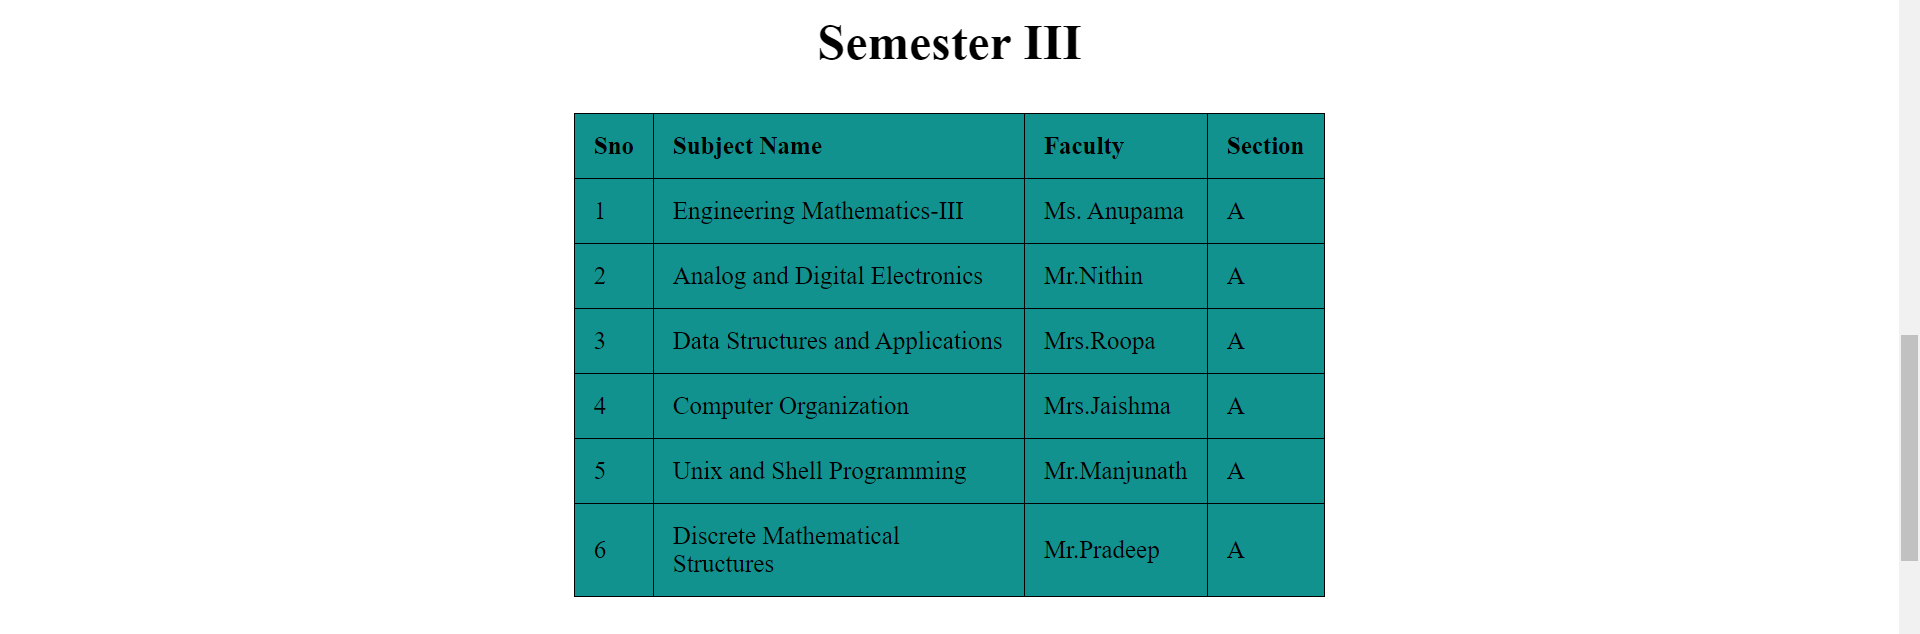 Semester III
Sno Subject Name Faculty Section
1 Engineering Mathematics-III Ms. Anupama A
2 Analog and Digital Electronics Mr.Nithin A
3 Data Structures and Applications Mrs.Roopa A
4 Computer Organization Mrs.Jaishma A
5 Unix and Shell Programming Mr.Manjunath A
6 Discrete Mathematical
Structures Mr.Pradeep A